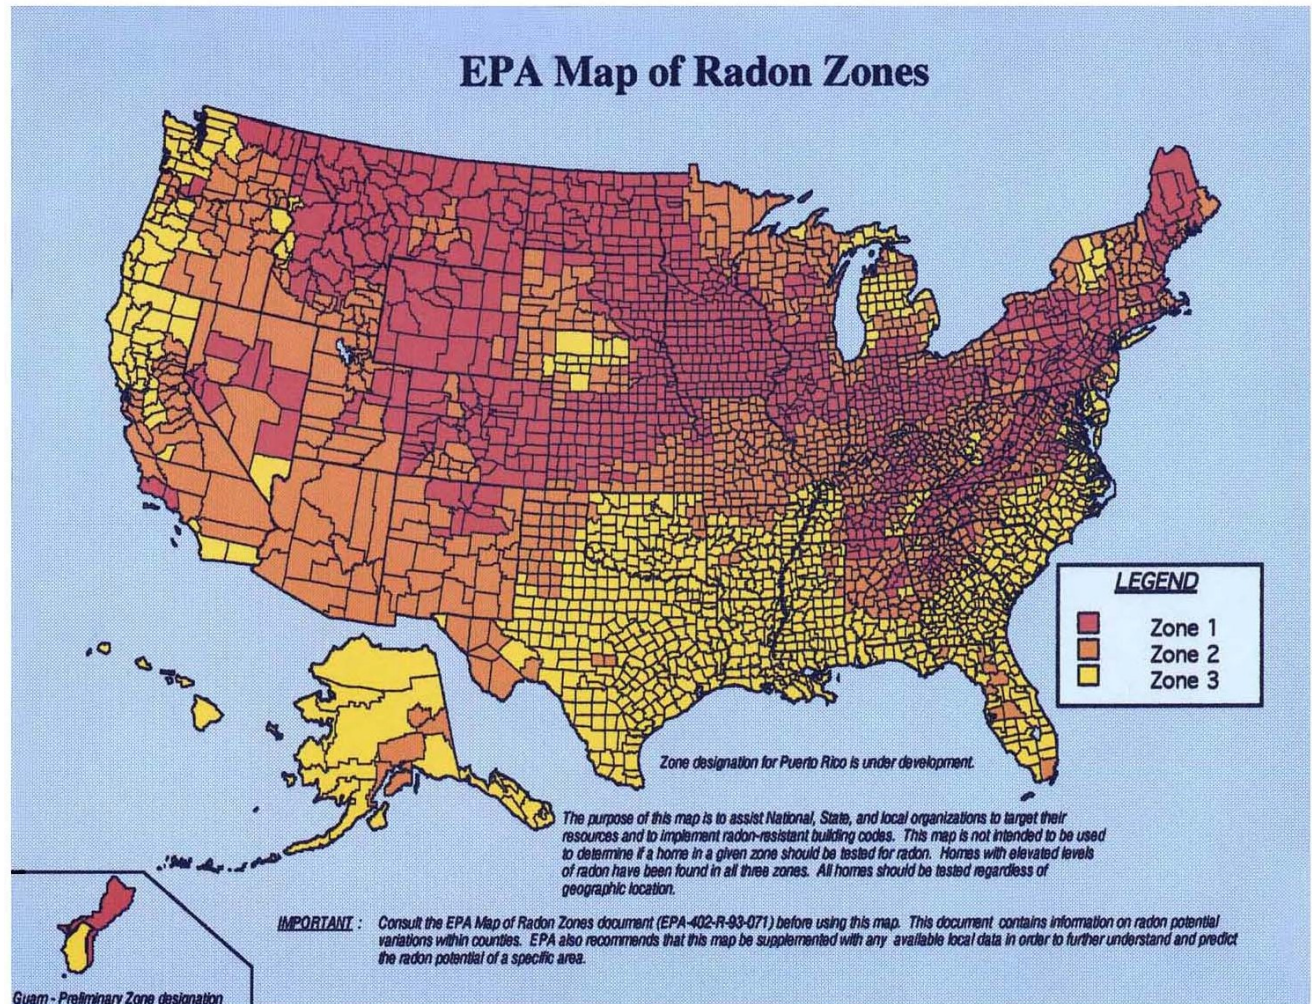 EPA Map of Radon Zones
LEGEND
Zone 1
Zone 2
Zone 3
Zone designation for Puerto Rico is under development.
The purpose of this map is to assist National, State, and local organizations to target their
resources and to implement radon-resistant building codes. This map is not intended to be used
to determine if a home in a given zone should be tested for radon. Homes with elevated levels
of radon have been found in all three zones. All homes should be tested regardless of
geographic location.
IMPORTANT : Consult the EPA Map of Radon Zones document (EPA-402-R-93-071) before using this map. This document contains information on radon potential
variations within counties. EPA also recommends that this map be supplemented with any available local data in order to further understand and predict
the radon potential of a specific area.
Guam - Preliminary Zone designation